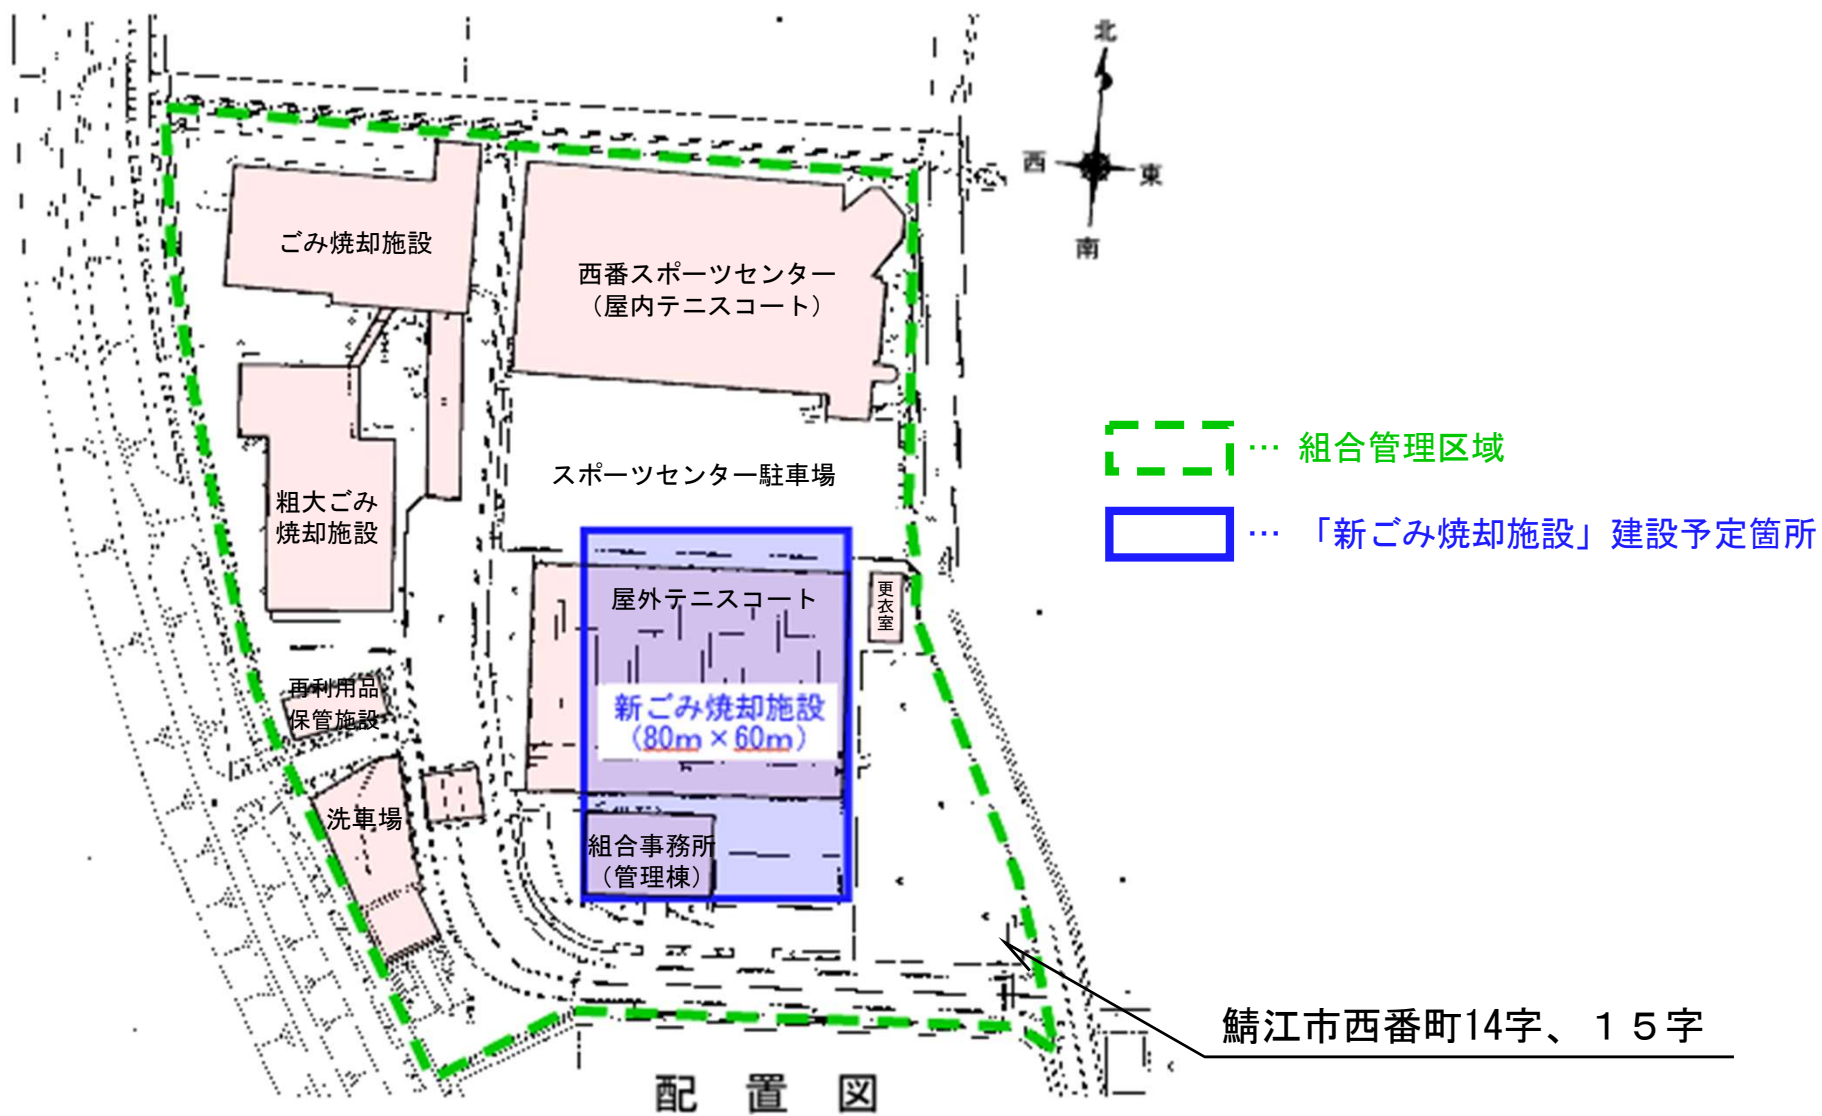 北
西
東
南
ごみ焼却施設
西番スポーツセンター
（屋内テニスコート）
スポーツセンター駐車場
粗大ごみ
焼却施設
… 組合管理区域
… 「新ごみ焼却施設」建設予定箇所
屋外テニスコート
更衣室
再利用品
保管施設
新ごみ焼却施設
（80m×60m）
洗車場
組合事務所
（管理棟）
鯖江市西番町14字、１５字
配 置 図